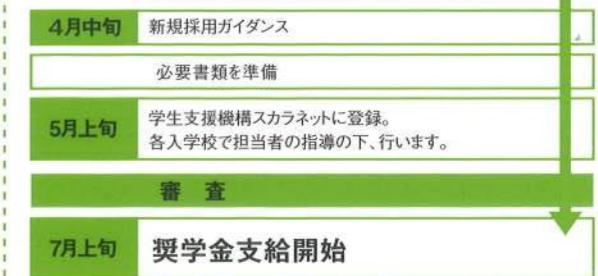 4月中旬 新規採用ガイダンス
必要書類を準備
5月上旬 学生支援機構スカラネットに登録。
各入学校で担当者の指導の下、行います。
審 査
7月上旬 奨学金支給開始